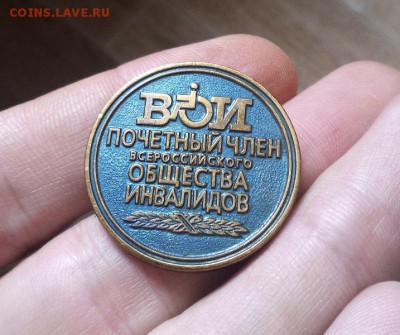 COINS.LAVE.RU
ВОИ
ПОЧЕТНЫЙ ЧЛЕН
ВСЕРОССИЙСКОГО
ОБЩЕСТВА
ИНВАЛИДОВ